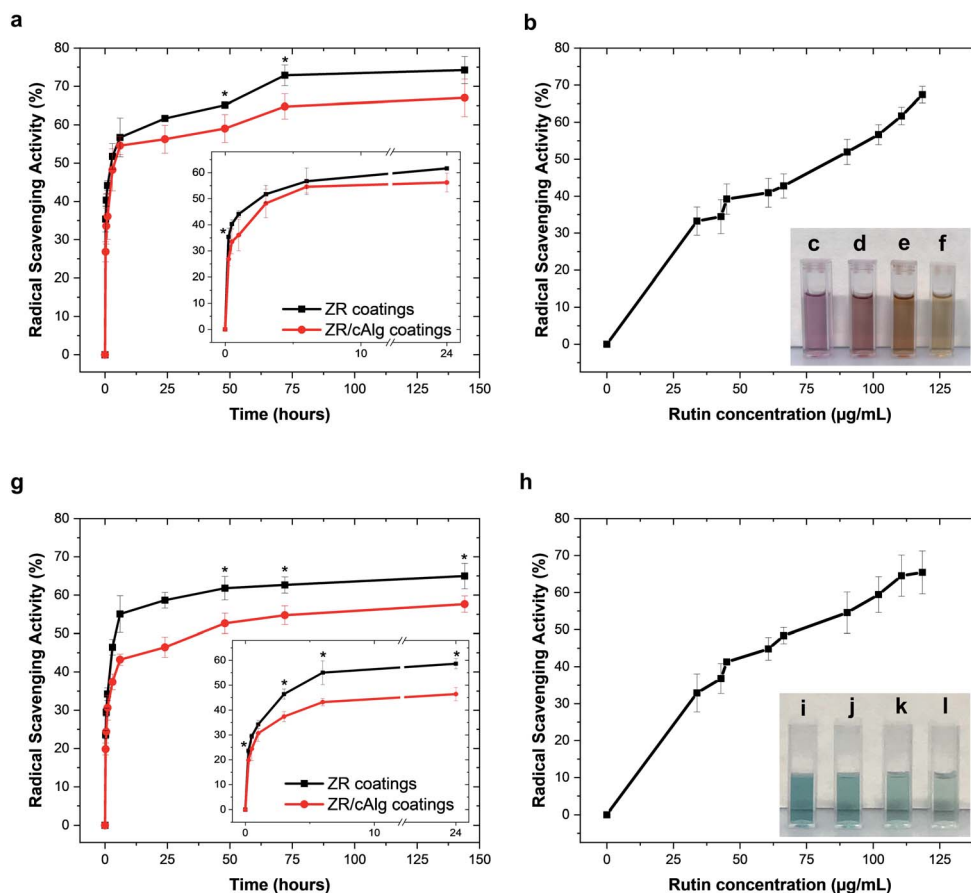 a
80
70
60
50
40
30
20
10
0
Radical Scavenging Activity (%)
0 25 50 75 100 125 150
Time (hours)
* * *
60
50
40
30
20
10
0
0 10 24
*
ZR coatings
ZR/cAlg coatings
b
80
70
60
50
40
30
20
10
0
Radical Scavenging Activity (%)
0 25 50 75 100 125
Rutin concentration (µg/mL)
c d e f
g
80
70
60
50
40
30
20
10
0
Radical Scavenging Activity (%)
0 25 50 75 100 125 150
Time (hours)
* * *
60
50
40
30
20
10
0
0 10 24
* * * *
ZR coatings
ZR/cAlg coatings
h
80
70
60
50
40
30
20
10
0
Radical Scavenging Activity (%)
0 25 50 75 100 125
Rutin concentration (µg/mL)
i j k l